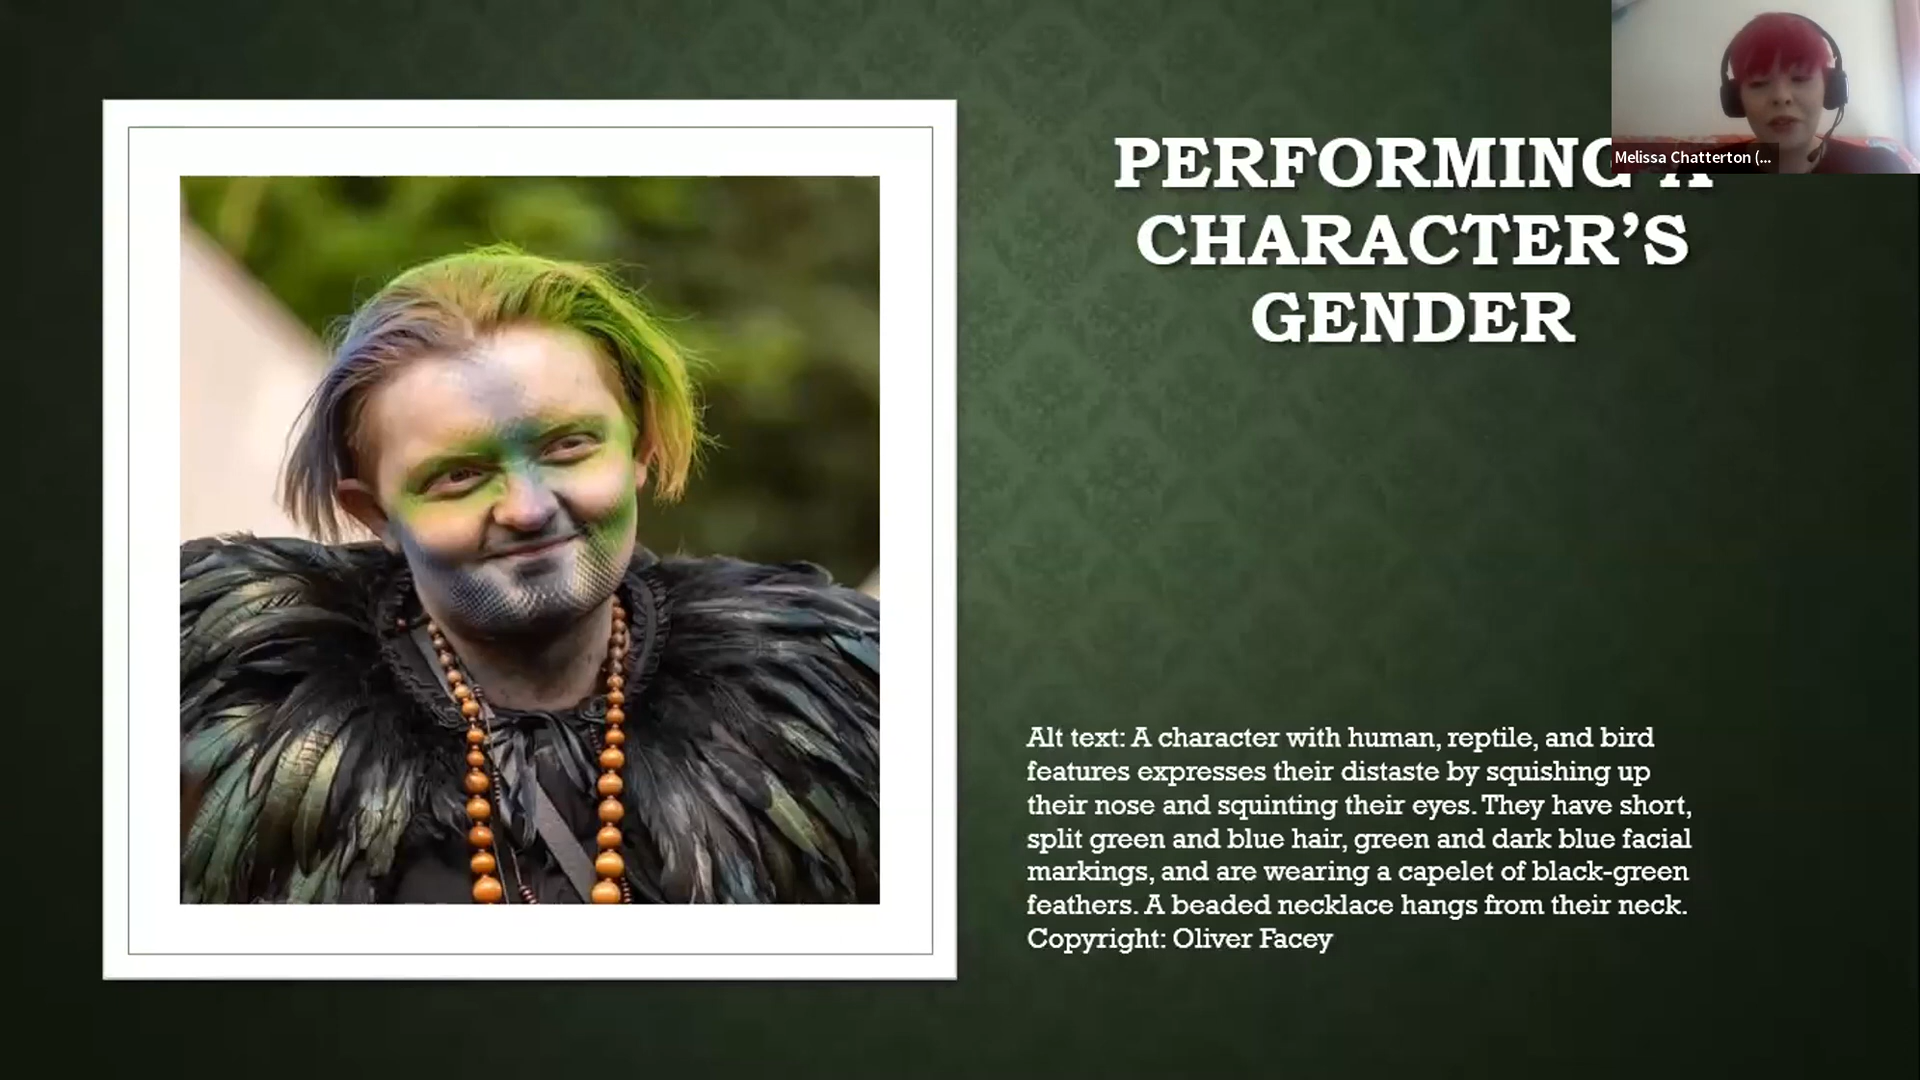 PERFORMING A
CHARACTER'S
GENDER
Melissa Chatterton (...
Alt text: A character with human, reptile, and bird
features expresses their distaste by squishing up
their nose and squinting their eyes. They have short,
split green and blue hair, green and dark blue facial
markings, and are wearing a capelet of black-green
feathers. A beaded necklace hangs from their neck.
Copyright: Oliver Facey